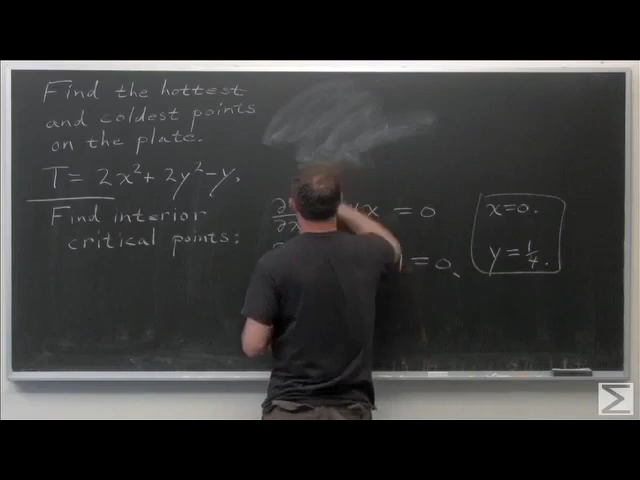 Find the hottest
and coldest points
on the plate.
T = 2x² + 2y² - y,
Find interior
critical points:
x = 0
= 0.
x=0.
y = 1/4.
Σ